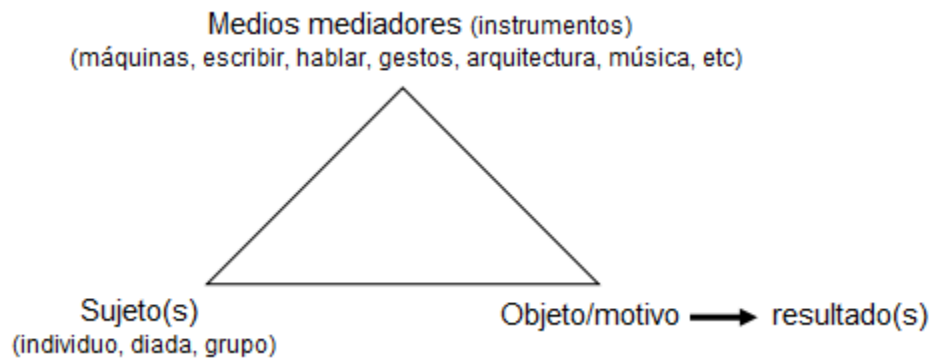 Medios mediadores (instrumentos)
(máquinas, escribir, hablar, gestos, arquitectura, música, etc)
Sujeto(s)
(individuo, diada, grupo)
Objeto/motivo
resultado(s)